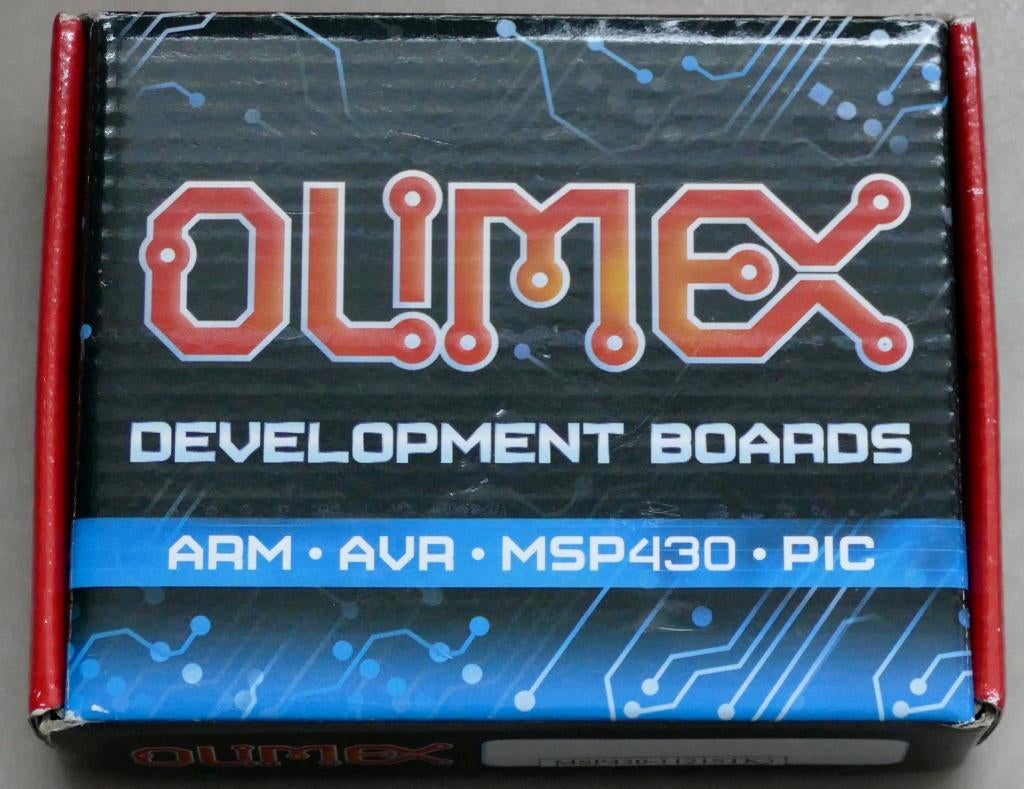 OLIMEX
DEVELOPMENT BOARDS
ARM • AVR • MSP430 • PIC
OLIMEX